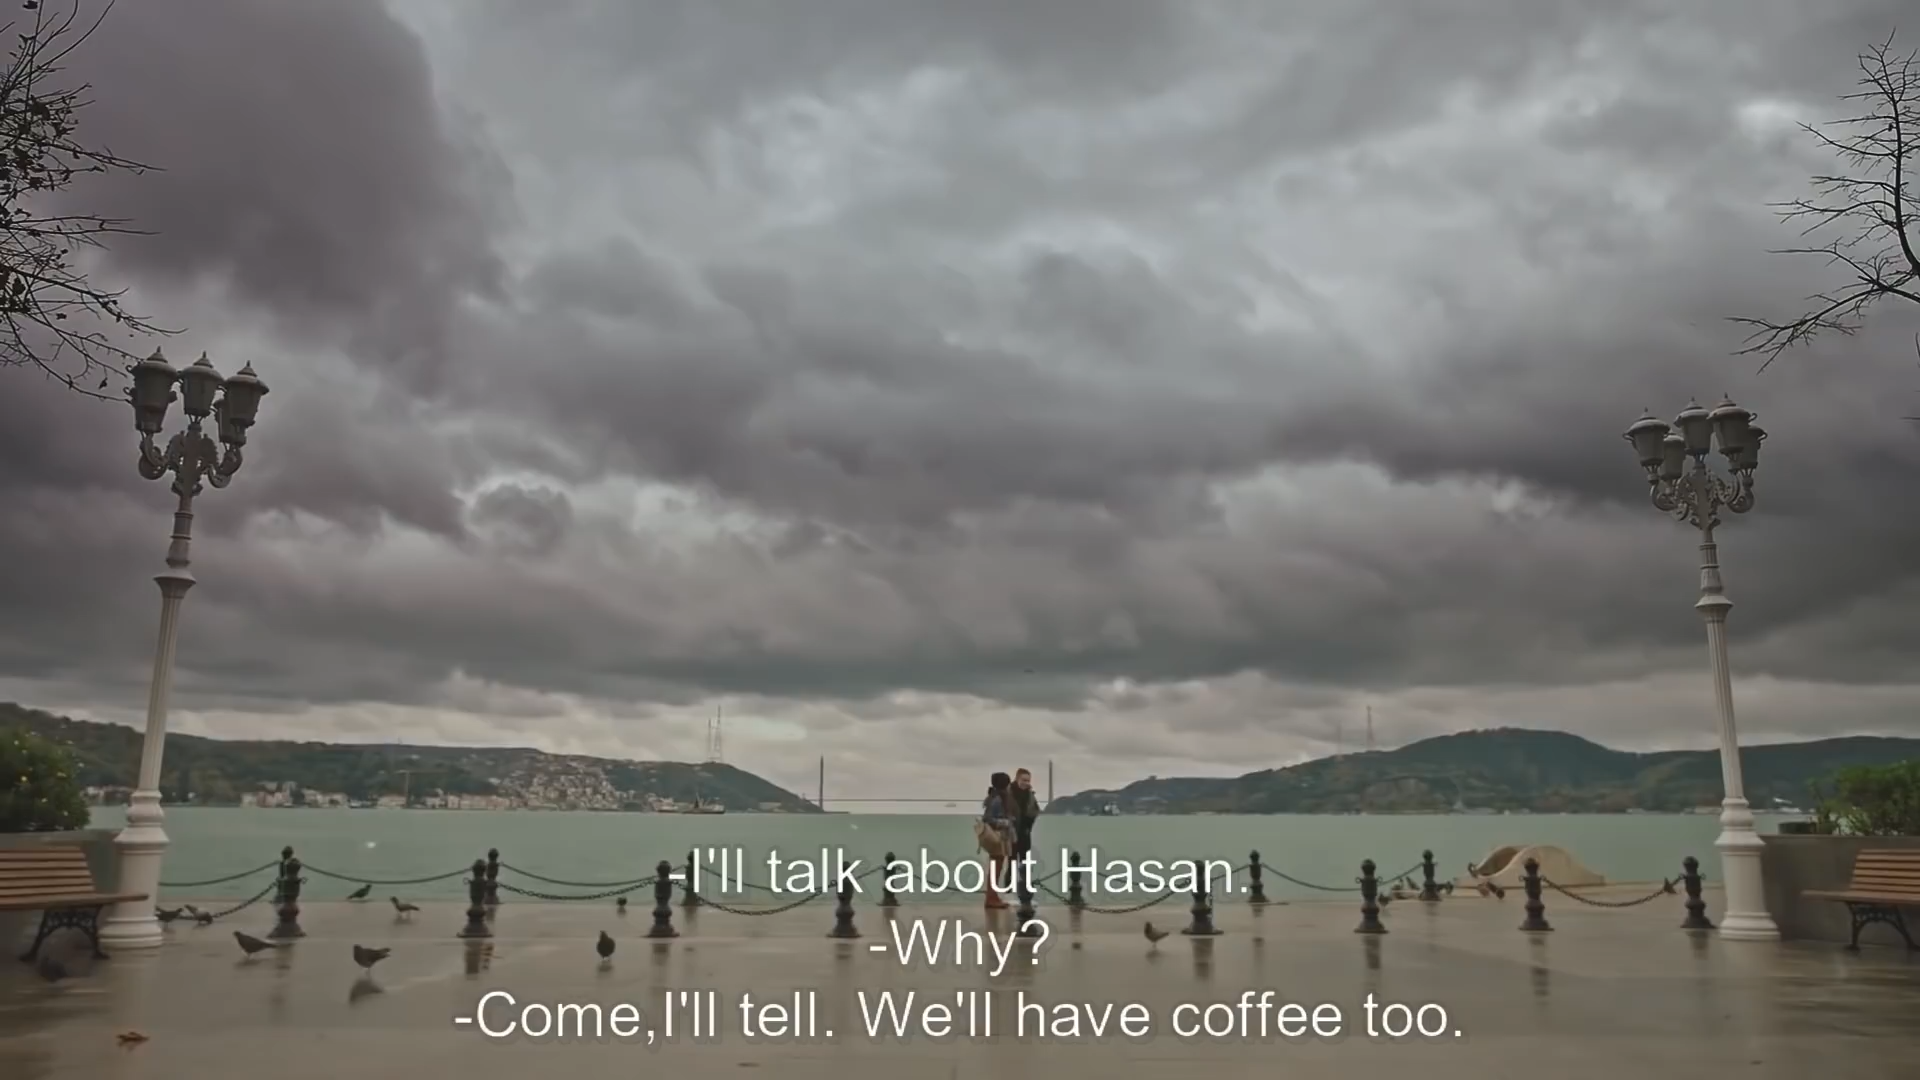 -I'll talk about Hasan.
-Why?
-Come,I'll tell. We'll have coffee too.